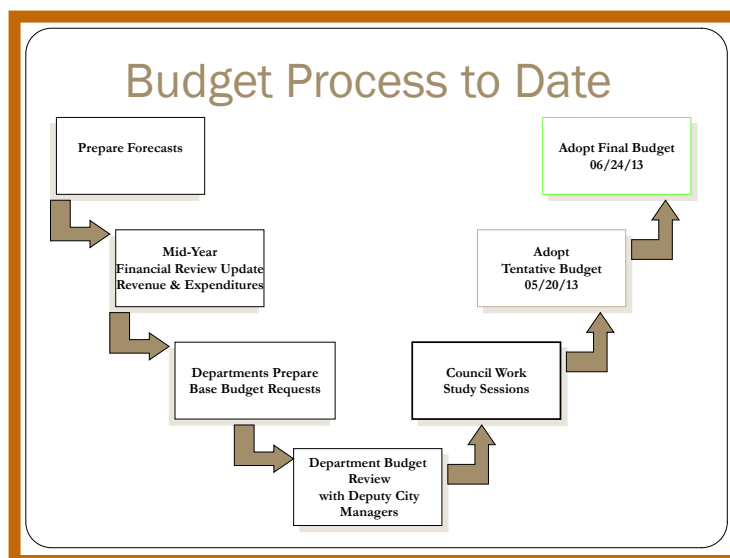 Budget Process to Date
Prepare Forecasts
Mid-Year
Financial Review Update
Revenue & Expenditures
Departments Prepare
Base Budget Requests
Department Budget
Review
with Deputy City
Managers
Council Work
Study Sessions
Adopt
Tentative Budget
05/20/13
Adopt Final Budget
06/24/13